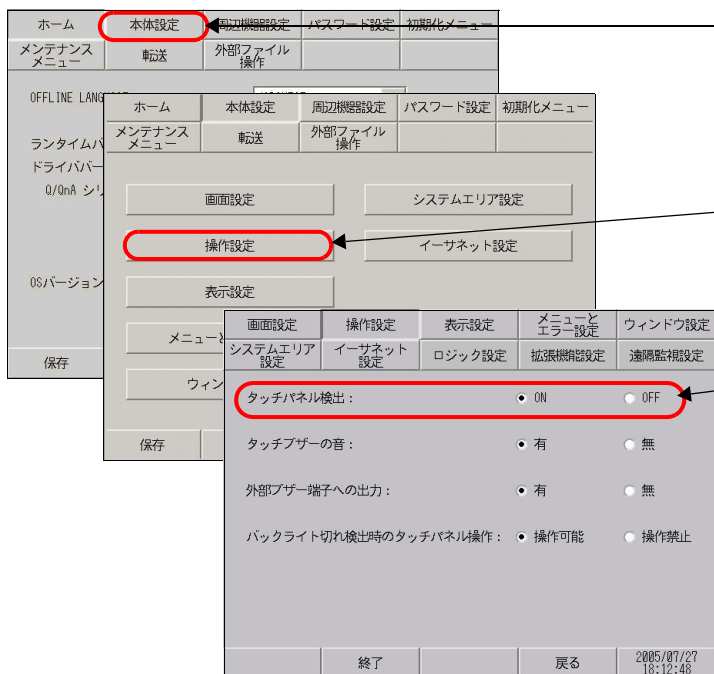 ホーム
本体設定
周辺機器設定
パスワード設定
初期化メニュー
メンテナンス
メニュー
転送
外部ファイル
操作
OFFLINE LANG
ランタイムバ
ドライババー
Q/QnA シリ
OSバージョン
保存
ホーム
本体設定
周辺機器設定
パスワード設定
初期化メニュー
メンテナンス
メニュー
転送
外部ファイル
操作
画面設定
システムエリア設定
操作設定
イーサネット設定
表示設定
メニューと
ウィン
保存
画面設定
操作設定
表示設定
メニューと
エラー設定
ウィンドウ設定
システムエリア
設定
イーサネット
設定
ロジック設定
拡張機能設定
遠隔監視設定
タッチパネル検出： ON OFF
タッチブザーの音： 有 無
外部ブザー端子への出力： 有 無
バックライト切れ検出時のタッチパネル操作： 操作可能 操作禁止
終了
戻る
2005/07/27
18:12:48